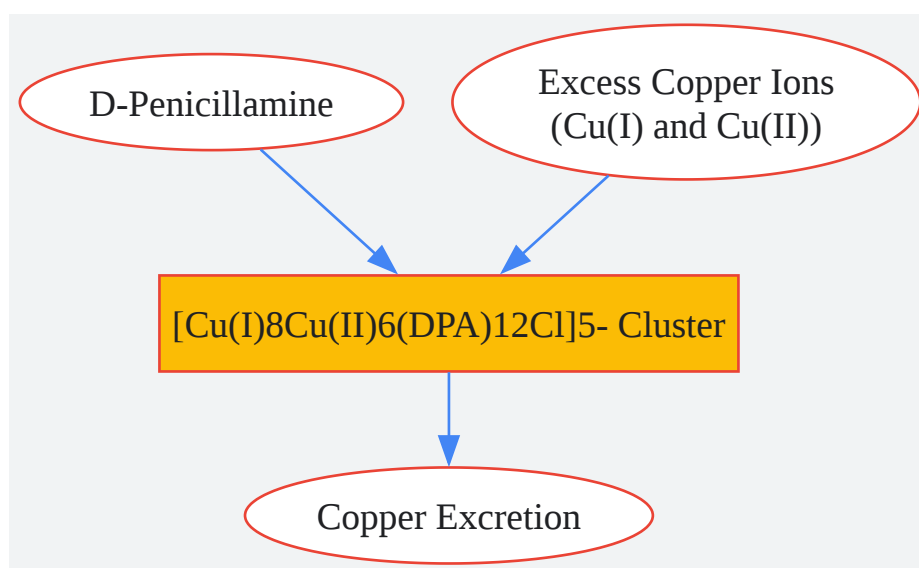 D-Penicillamine
Excess Copper Ions
(Cu(I) and Cu(II))
[Cu(I)8Cu(II)6(DPA)12Cl]5- Cluster
Copper Excretion